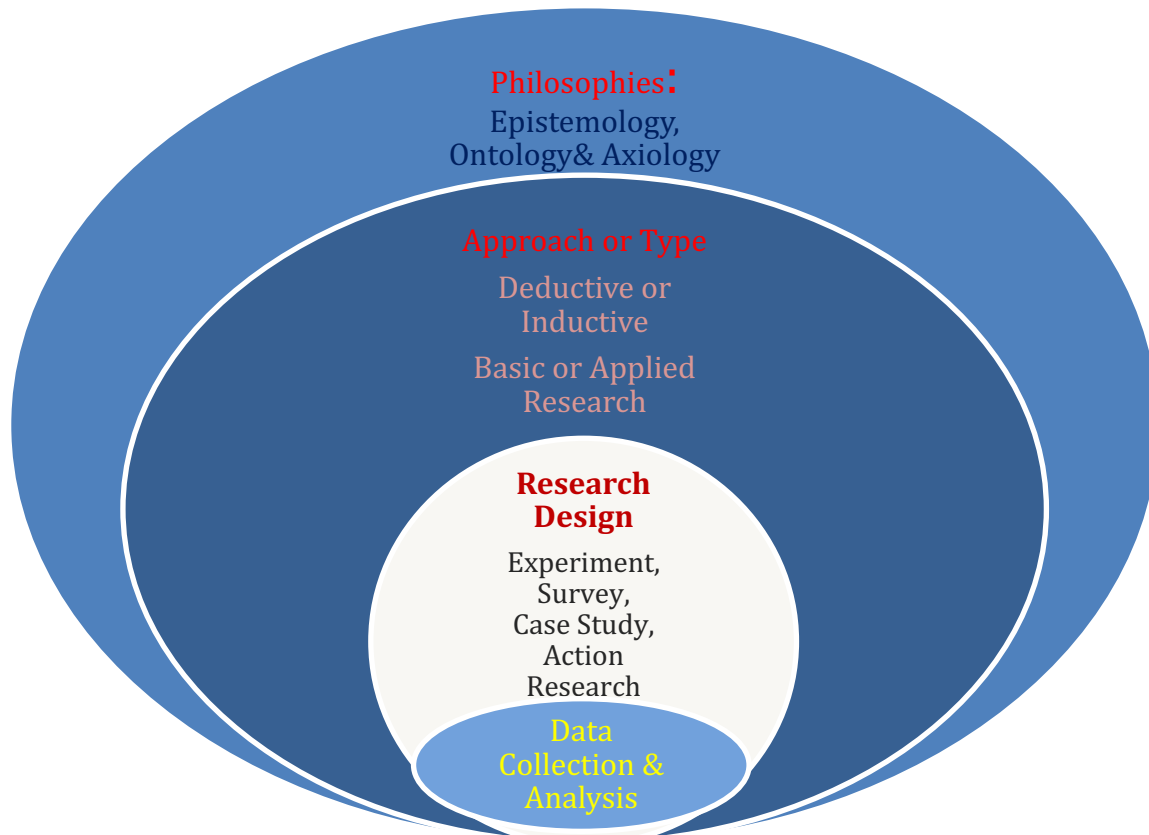 Philosophies:
Epistemology,
Ontology& Axiology
Approach or Type
Deductive or
Inductive
Basic or Applied
Research
Research
Design
Experiment,
Survey,
Case Study,
Action
Research
Data
Collection &
Analysis